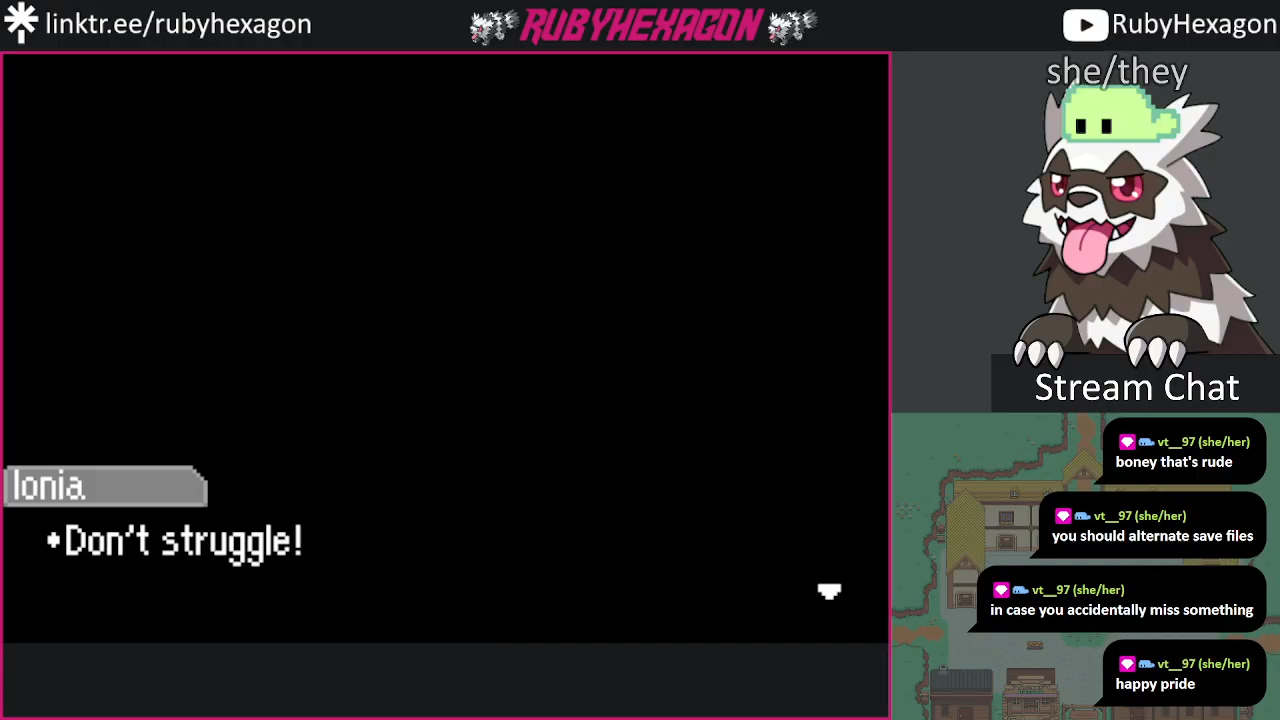 linktr.ee/rubyhexagon
RUBYHEXAGON
RubyHexagon
she/they
Stream Chat
vt__97 (she/her)
boney that's rude
vt__97 (she/her)
you should alternate save files
vt__97 (she/her)
in case you accidentally miss something
vt__97 (she/her)
happy pride
Ionia
•Don't struggle!